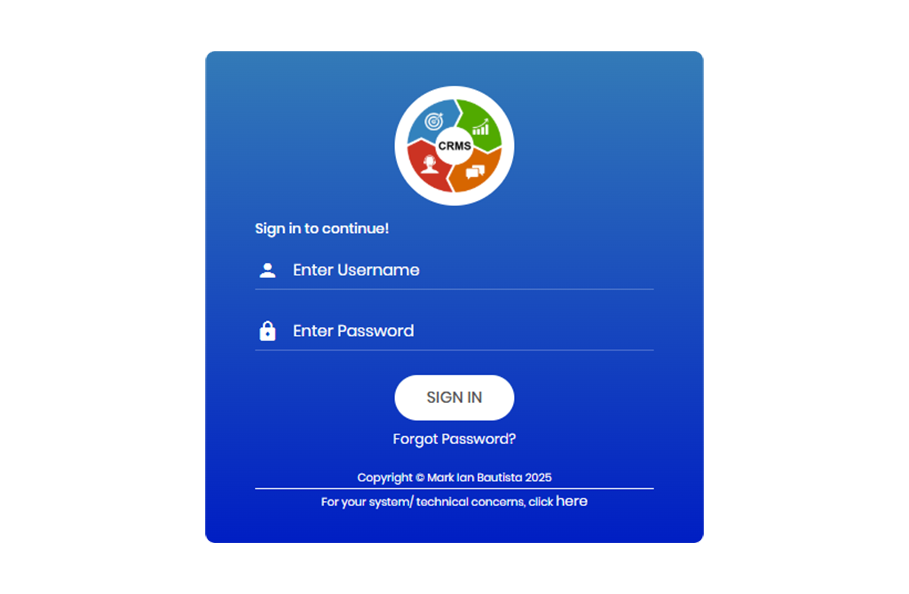 CRMS
Sign in to continue!
Enter Username
Enter Password
SIGN IN
Forgot Password?
Copyright © Mark Ian Bautista 2025
For your system/ technical concerns, click here